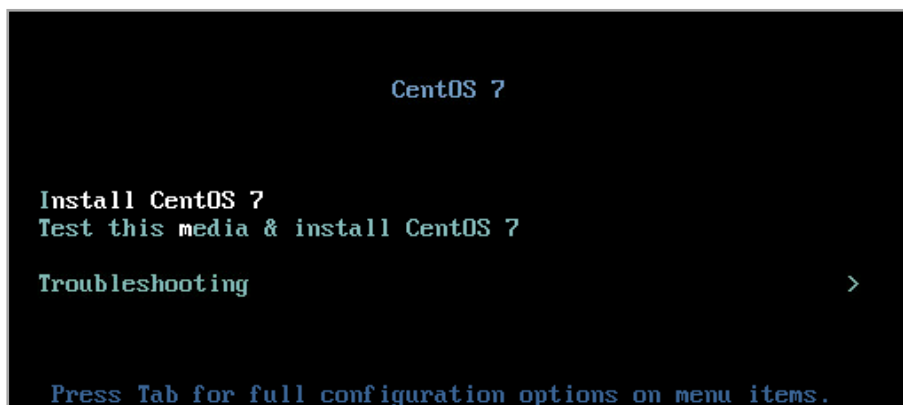 CentOS 7
Install CentOS 7
Test this media & install CentOS 7
Troubleshooting >
Press Tab for full configuration options on menu items.